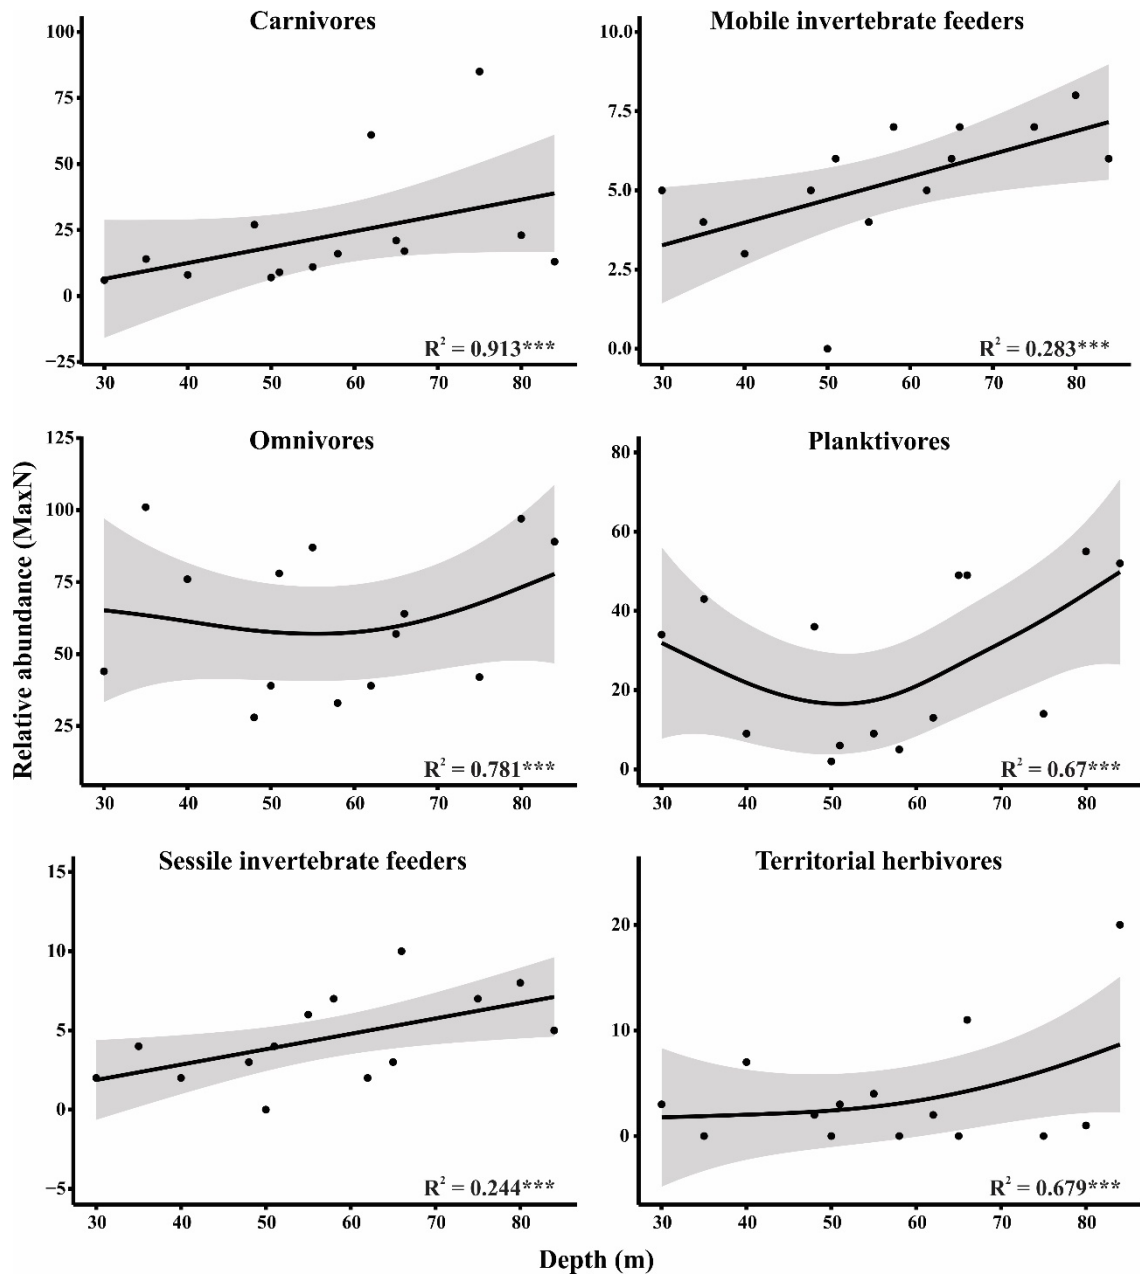 Carnivores
100
75
50
25
0
−25
30 40 50 60 70 80
R² = 0.913***
Mobile invertebrate feeders
10.0
7.5
5.0
2.5
0.0
30 40 50 60 70 80
R² = 0.283***
Relative abundance (MaxN)
Omnivores
125
100
75
50
25
30 40 50 60 70 80
R² = 0.781***
Planktivores
80
60
40
20
0
30 40 50 60 70 80
R² = 0.67***
Sessile invertebrate feeders
15
10
5
0
−5
30 40 50 60 70 80
R² = 0.244***
Territorial herbivores
20
10
0
30 40 50 60 70 80
R² = 0.679***
Depth (m)